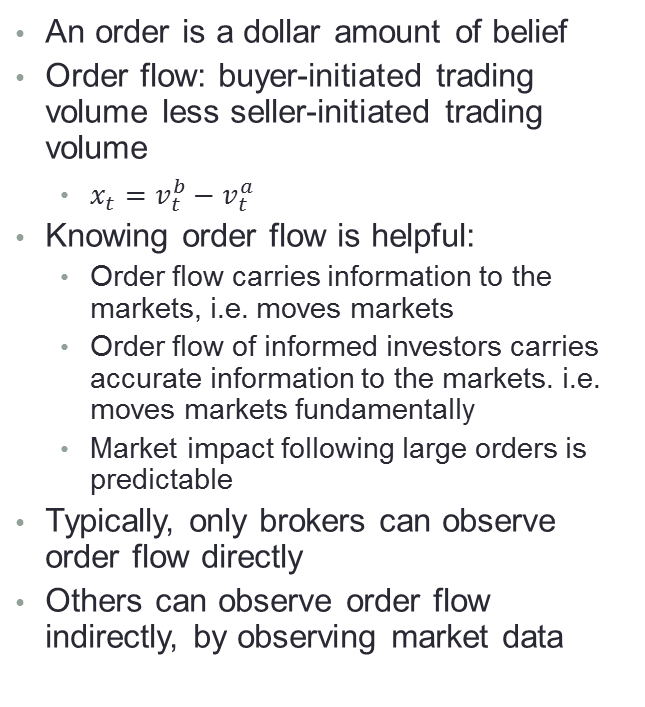 • An order is a dollar amount of belief
• Order flow: buyer-initiated trading
volume less seller-initiated trading
volume
• $x_t = v_t^b - v_t^a$
• Knowing order flow is helpful:
• Order flow carries information to the
markets, i.e. moves markets
• Order flow of informed investors carries
accurate information to the markets. i.e.
moves markets fundamentally
• Market impact following large orders is
predictable
• Typically, only brokers can observe
order flow directly
• Others can observe order flow
indirectly, by observing market data